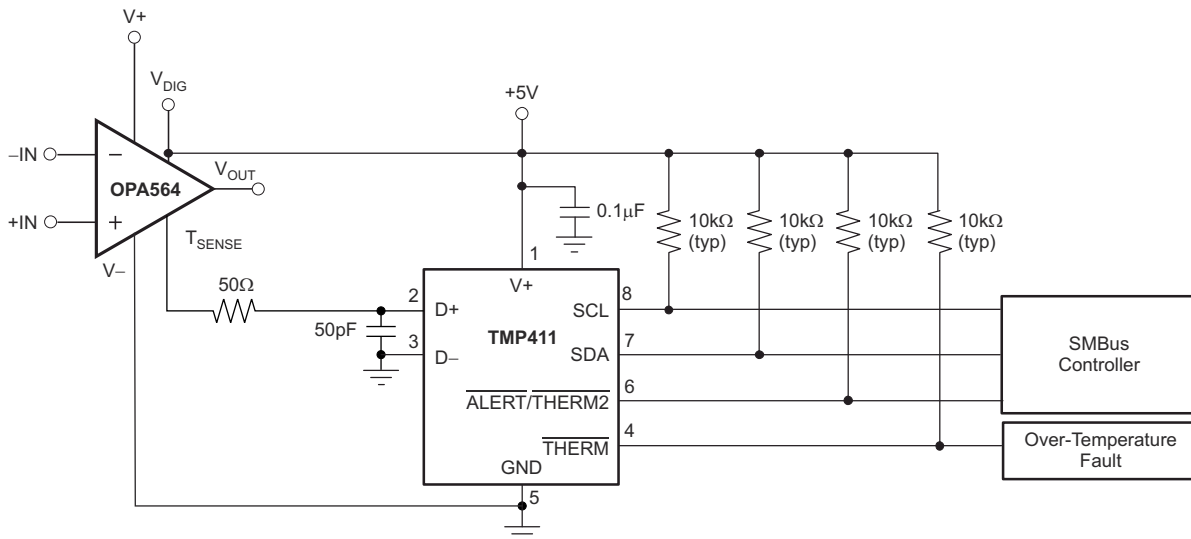 V+
V_DIG
+5V
–IN
−
OPA564
V_OUT
+IN
+
0.1μF
10kΩ
(typ)
10kΩ
(typ)
10kΩ
(typ)
10kΩ
(typ)
T_SENSE
V–
1
50Ω
2
V+
8
D+
SCL
50pF
TMP411
3
7
D–
SDA
SMBus
Controller
6
ALERT/THERM2
4
THERM
Over-Temperature
Fault
GND
5